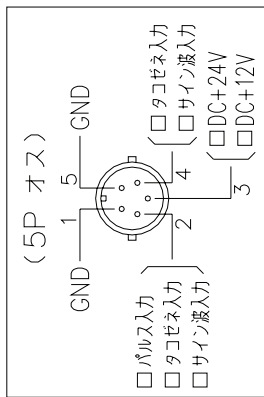 (5P オス)
GND
1
5
GND
2
3
4
□ パルス入力
□ タコゼネ入力
□ サイン波入力
□ タコゼネ入力
□ サイン波入力
□ DC+24V
□ DC+12V